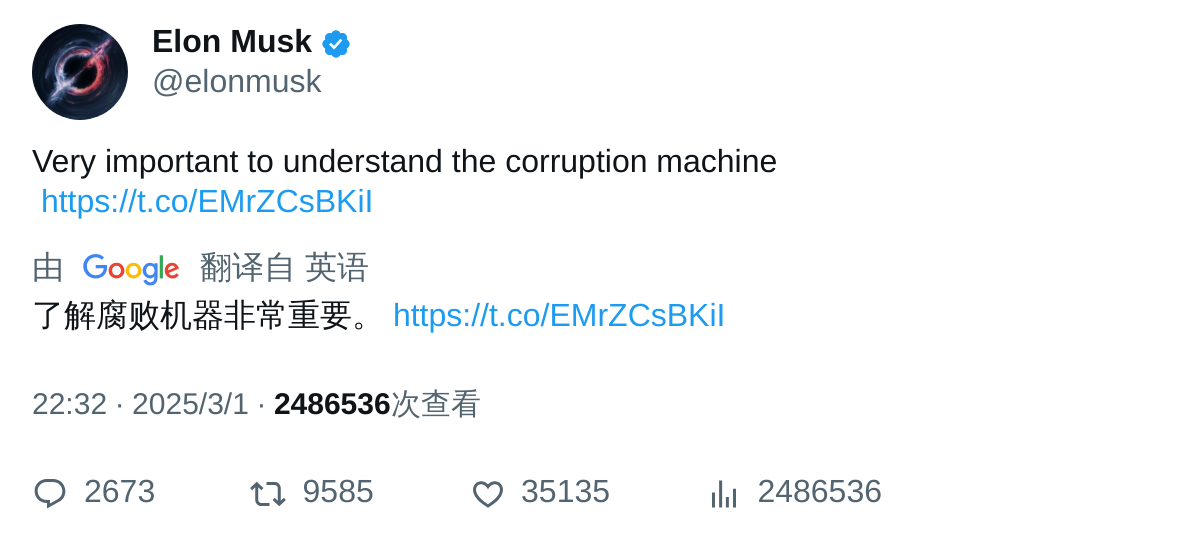 Elon Musk
@elonmusk
Very important to understand the corruption machine
https://t.co/EMrZCsBKiI
由 Google 翻译自 英语
了解腐败机器非常重要。 https://t.co/EMrZCsBKiI
22:32 · 2025/3/1 · 2486536次查看
2673 9585 35135 2486536